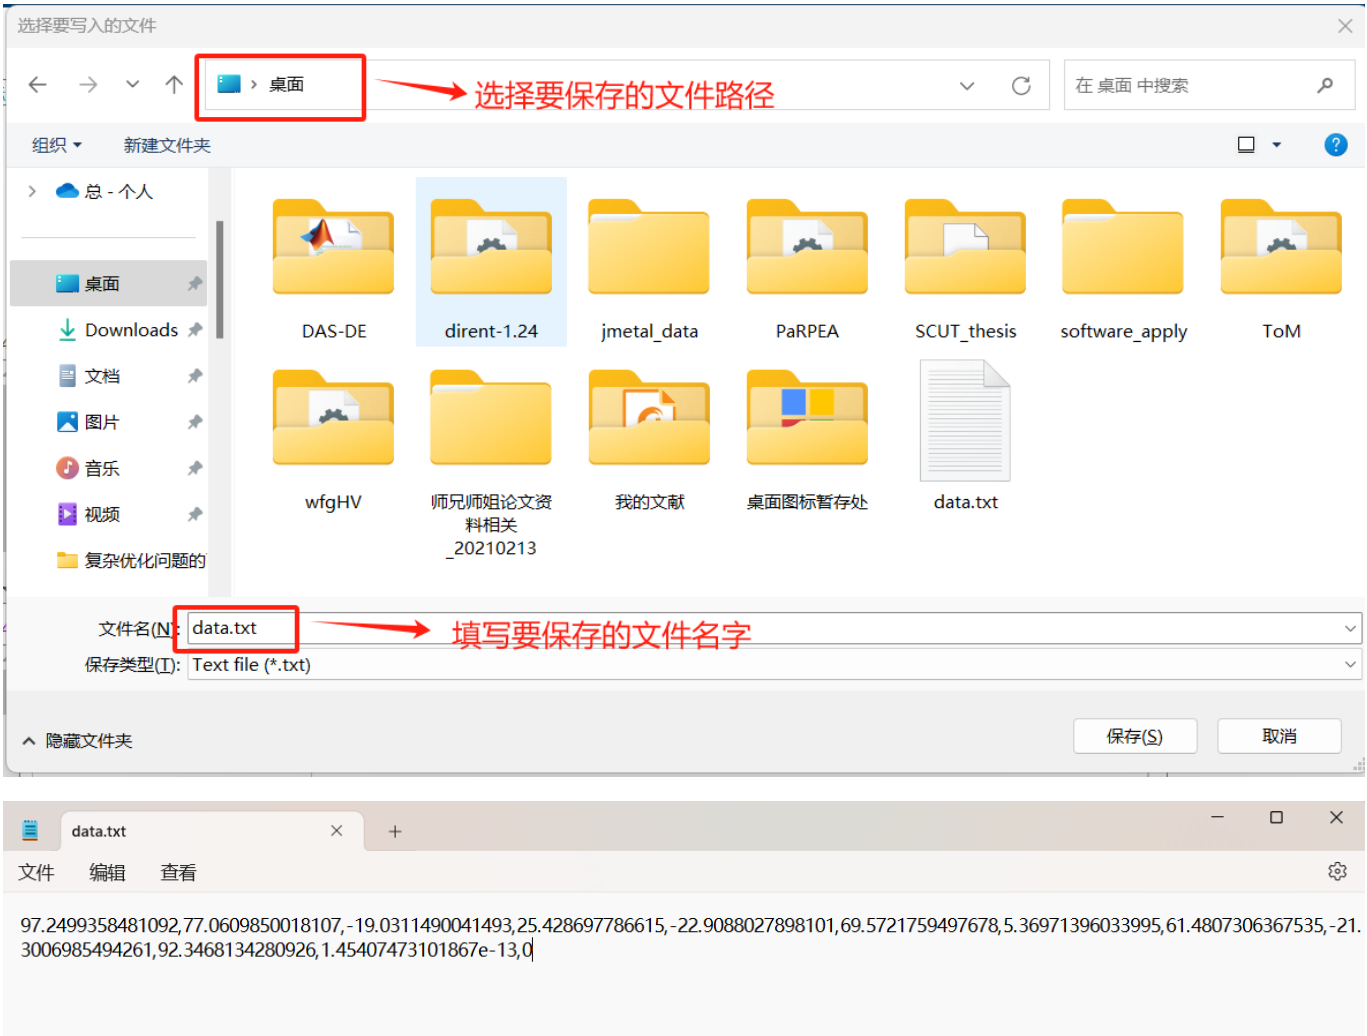 选择要写入的文件
桌面
选择要保存的文件路径
在 桌面 中搜索
组织
新建文件夹
总 - 个人
桌面
Downloads
文档
图片
音乐
视频
复杂优化问题的
DAS-DE
dirent-1.24
jmetal_data
PaRPEA
SCUT_thesis
software_apply
ToM
wfgHV
师兄师姐论文资
料相关
_20210213
我的文献
桌面图标暂存处
data.txt
文件名(N):
data.txt
填写要保存的文件名字
保存类型(T):
Text file (*.txt)
隐藏文件夹
保存(S)
取消
data.txt
文件
编辑
查看
97.2499358481092,77.0609850018107,-19.0311490041493,25.428697786615,-22.9088027898101,69.5721759497678,5.36971396033995,61.4807306367535,-21.
3006985494261,92.3468134280926,1.45407473101867e-13,0